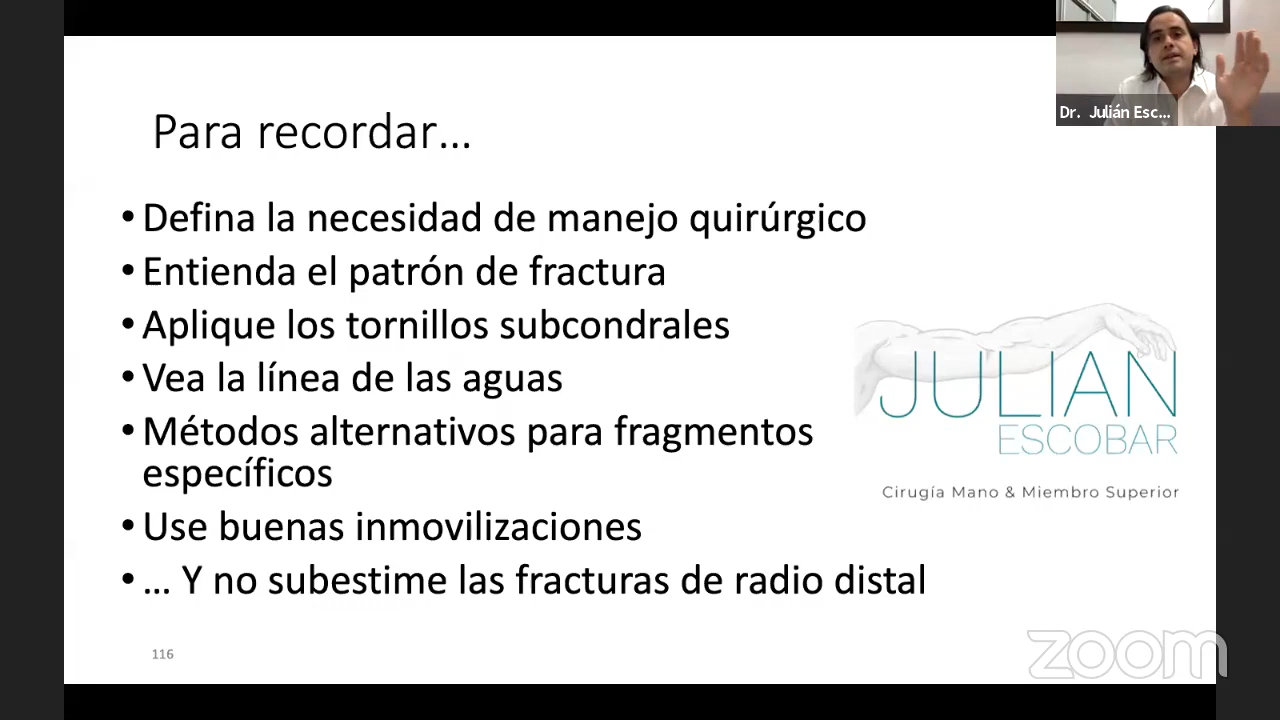 Dr. Julián Esc...
Para recordar...
• Defina la necesidad de manejo quirúrgico
• Entienda el patrón de fractura
• Aplique los tornillos subcondrales
• Vea la línea de las aguas
• Métodos alternativos para fragmentos
específicos
• Use buenas inmovilizaciones
• ... Y no subestime las fracturas de radio distal
JULIAN
ESCOBAR
Cirugía Mano & Miembro Superior
116
zoom